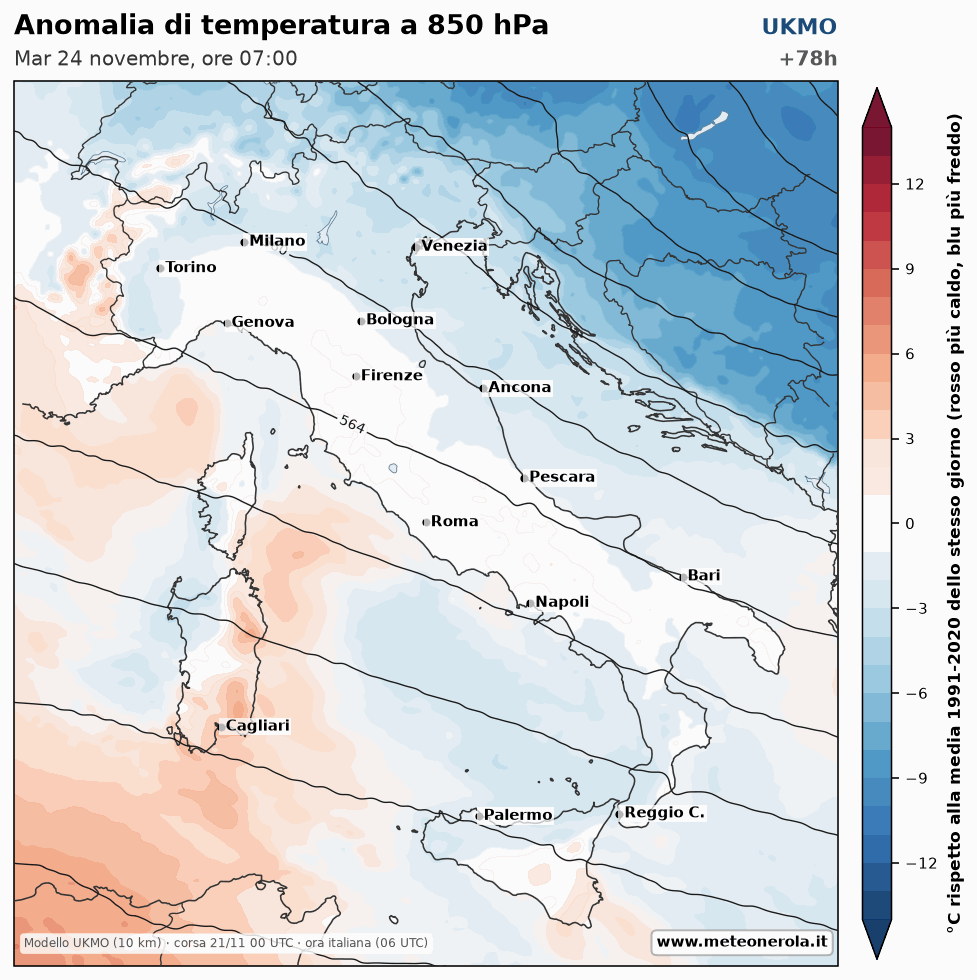 Anomalia di temperatura a 850 hPa
UKMO
Mar 24 novembre, ore 07:00
+78h
Milano
Venezia
Torino
Genova
Bologna
Firenze
Ancona
564
Pescara
Roma
Bari
Napoli
Cagliari
Palermo
Reggio C.
Modello UKMO (10 km) · corsa 21/11 00 UTC · ora italiana (06 UTC)
www.meteonerola.it
12
9
6
3
0
−3
−6
−9
−12
°C rispetto alla media 1991-2020 dello stesso giorno (rosso più caldo, blu più freddo)